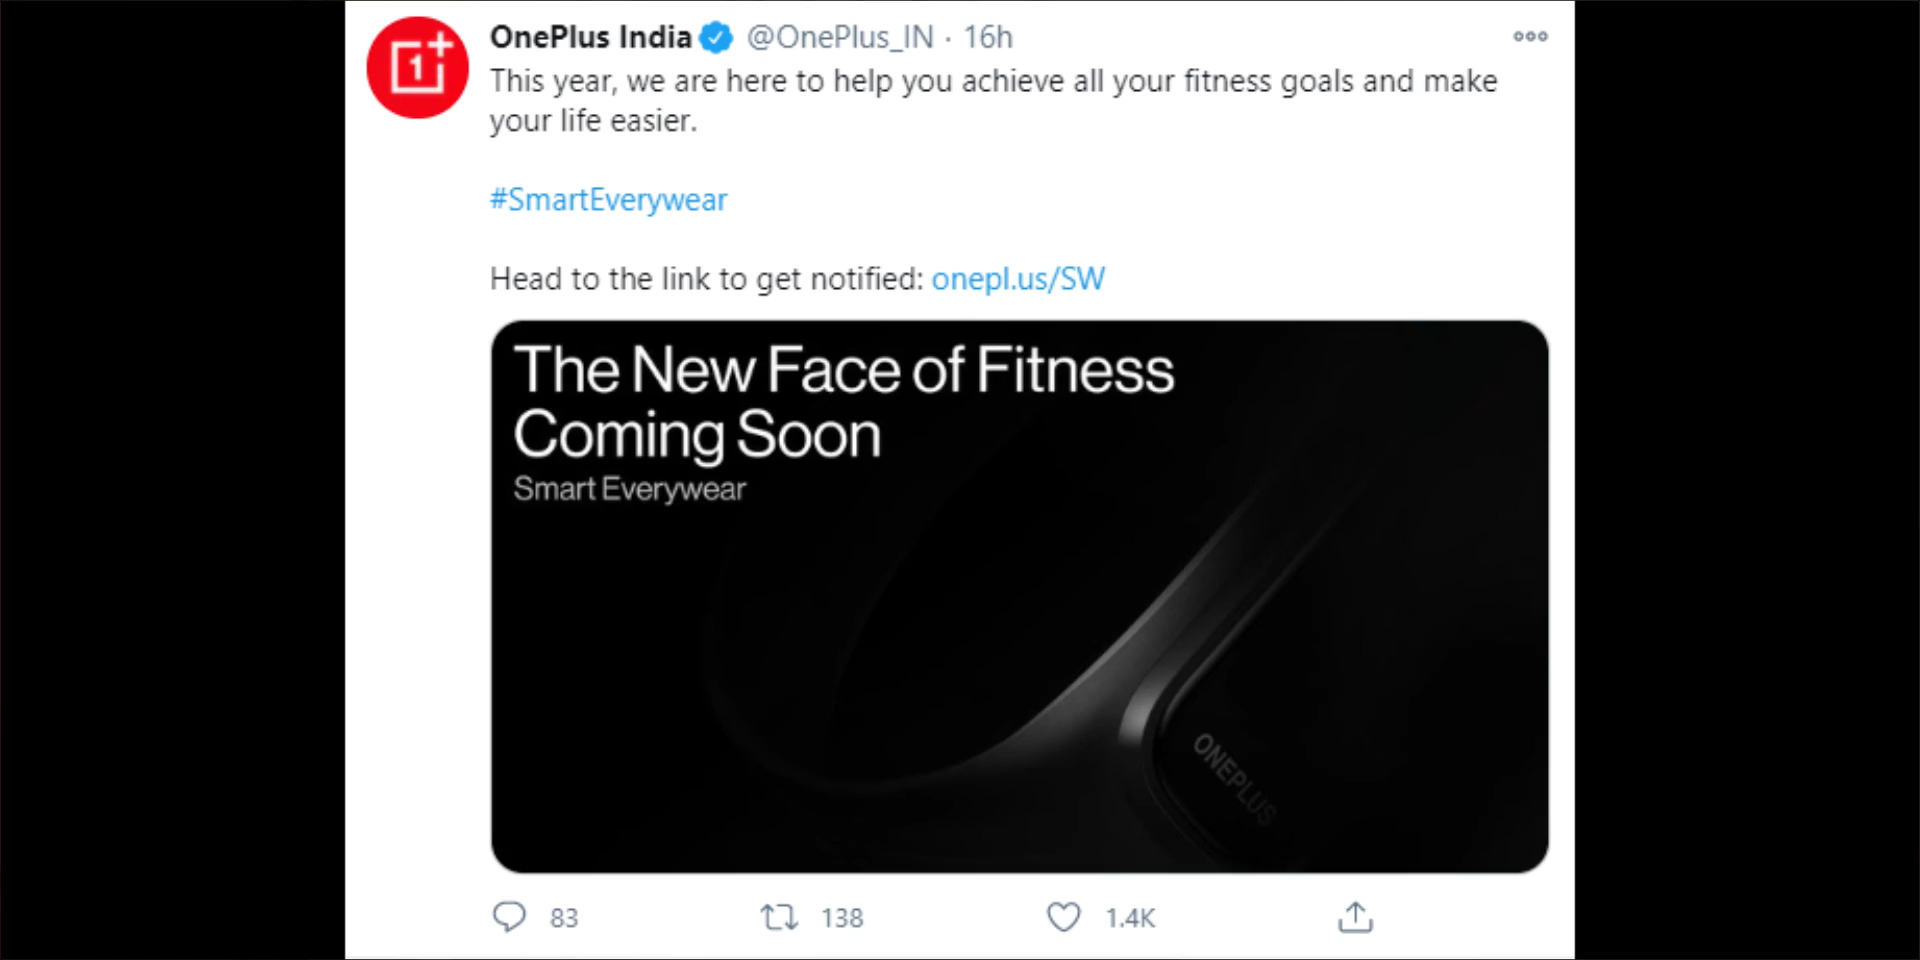 OnePlus India @OnePlus_IN · 16h
This year, we are here to help you achieve all your fitness goals and make
your life easier.
#SmartEverywear
Head to the link to get notified: onepl.us/SW
The New Face of Fitness
Coming Soon
Smart Everywear
ONEPLUS
83 138 1.4K